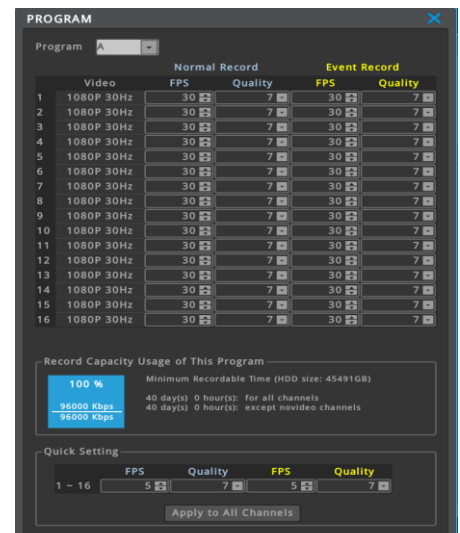 PROGRAM
Program A
Normal Record Event Record
Video FPS Quality FPS Quality
1 1080P 30Hz 30 7 30 7
2 1080P 30Hz 30 7 30 7
3 1080P 30Hz 30 7 30 7
4 1080P 30Hz 30 7 30 7
5 1080P 30Hz 30 7 30 7
6 1080P 30Hz 30 7 30 7
7 1080P 30Hz 30 7 30 7
8 1080P 30Hz 30 7 30 7
9 1080P 30Hz 30 7 30 7
10 1080P 30Hz 30 7 30 7
11 1080P 30Hz 30 7 30 7
12 1080P 30Hz 30 7 30 7
13 1080P 30Hz 30 7 30 7
14 1080P 30Hz 30 7 30 7
15 1080P 30Hz 30 7 30 7
16 1080P 30Hz 30 7 30 7
Record Capacity Usage of This Program
100 %
96000 Kbps
96000 Kbps
Minimum Recordable Time (HDD size: 45491GB)
40 day(s) 0 hour(s): for all channels
40 day(s) 0 hour(s): except novideo channels
Quick Setting
FPS Quality FPS Quality
1 ~ 16 5 7 5 7
Apply to All Channels